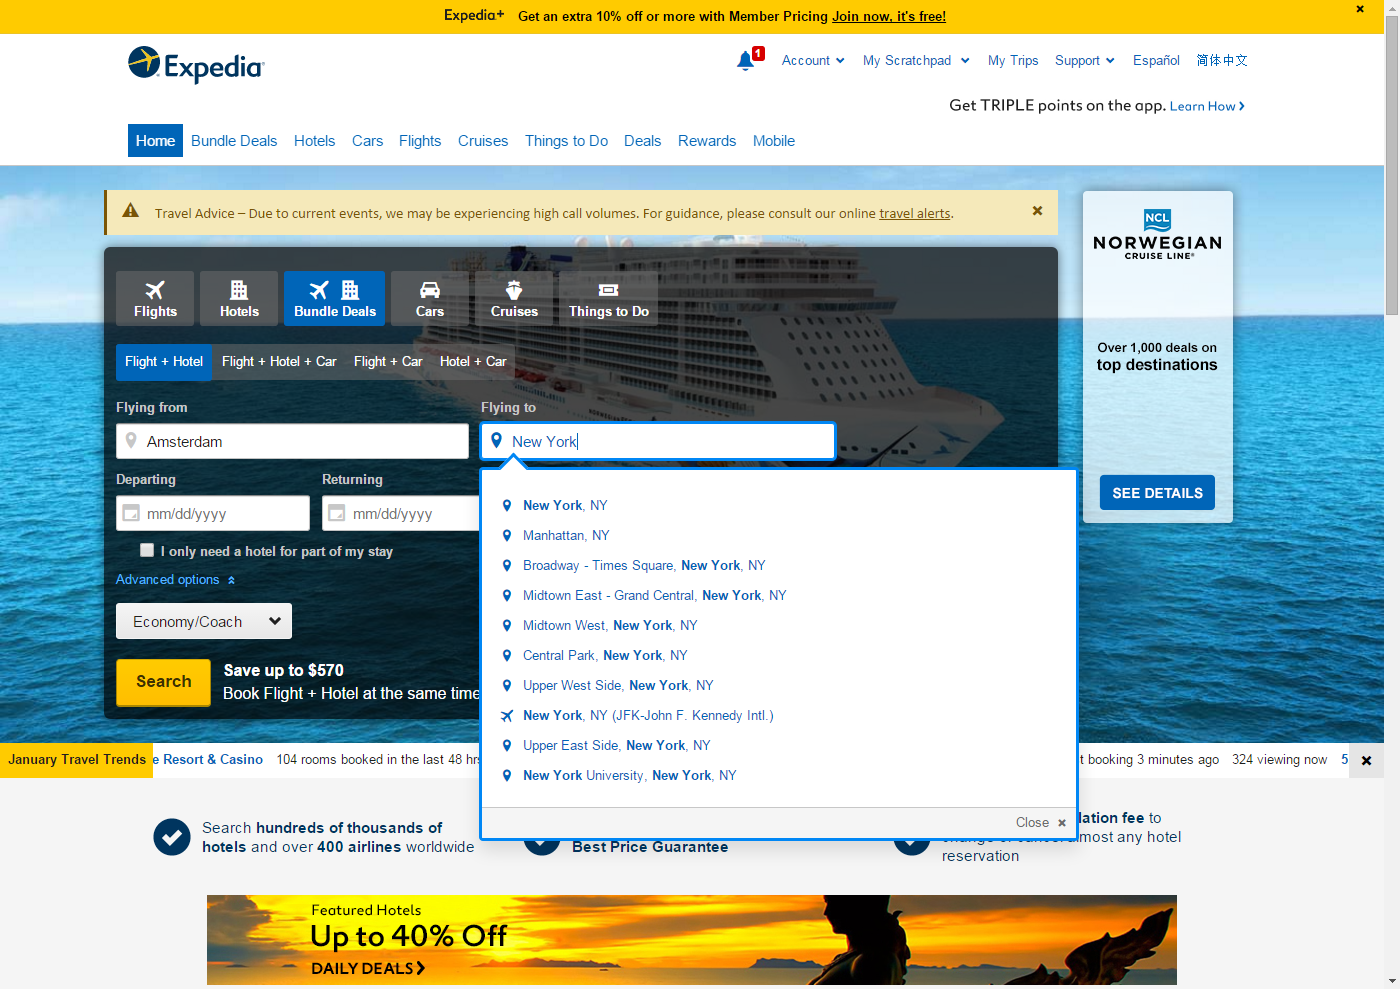 Expedia+ Get an extra 10% off or more with Member Pricing Join now, it's free!
Expedia
1
Account My Scratchpad My Trips Support Español 简体中文
Get TRIPLE points on the app. Learn How
Home Bundle Deals Hotels Cars Flights Cruises Things to Do Deals Rewards Mobile
Travel Advice – Due to current events, we may be experiencing high call volumes. For guidance, please consult our online travel alerts.
NCL
NORWEGIAN
CRUISE LINE®
Over 1,000 deals on
top destinations
SEE DETAILS
Flights Hotels Bundle Deals Cars Cruises Things to Do
Flight + Hotel Flight + Hotel + Car Flight + Car Hotel + Car
Flying from Flying to
Amsterdam New York
Departing Returning
mm/dd/yyyy mm/dd/yyyy
I only need a hotel for part of my stay
Advanced options
Economy/Coach
Search
Save up to $570
Book Flight + Hotel at the same time
New York, NY
Manhattan, NY
Broadway - Times Square, New York, NY
Midtown East - Grand Central, New York, NY
Midtown West, New York, NY
Central Park, New York, NY
Upper West Side, New York, NY
New York, NY (JFK-John F. Kennedy Intl.)
Upper East Side, New York, NY
New York University, New York, NY
Close
January Travel Trends e Resort & Casino 104 rooms booked in the last 48 hrs t booking 3 minutes ago 324 viewing now 5
Search hundreds of thousands of
hotels and over 400 airlines worldwide
Best Price Guarantee
lation fee to
most any hotel
reservation
Featured Hotels
Up to 40% Off
DAILY DEALS